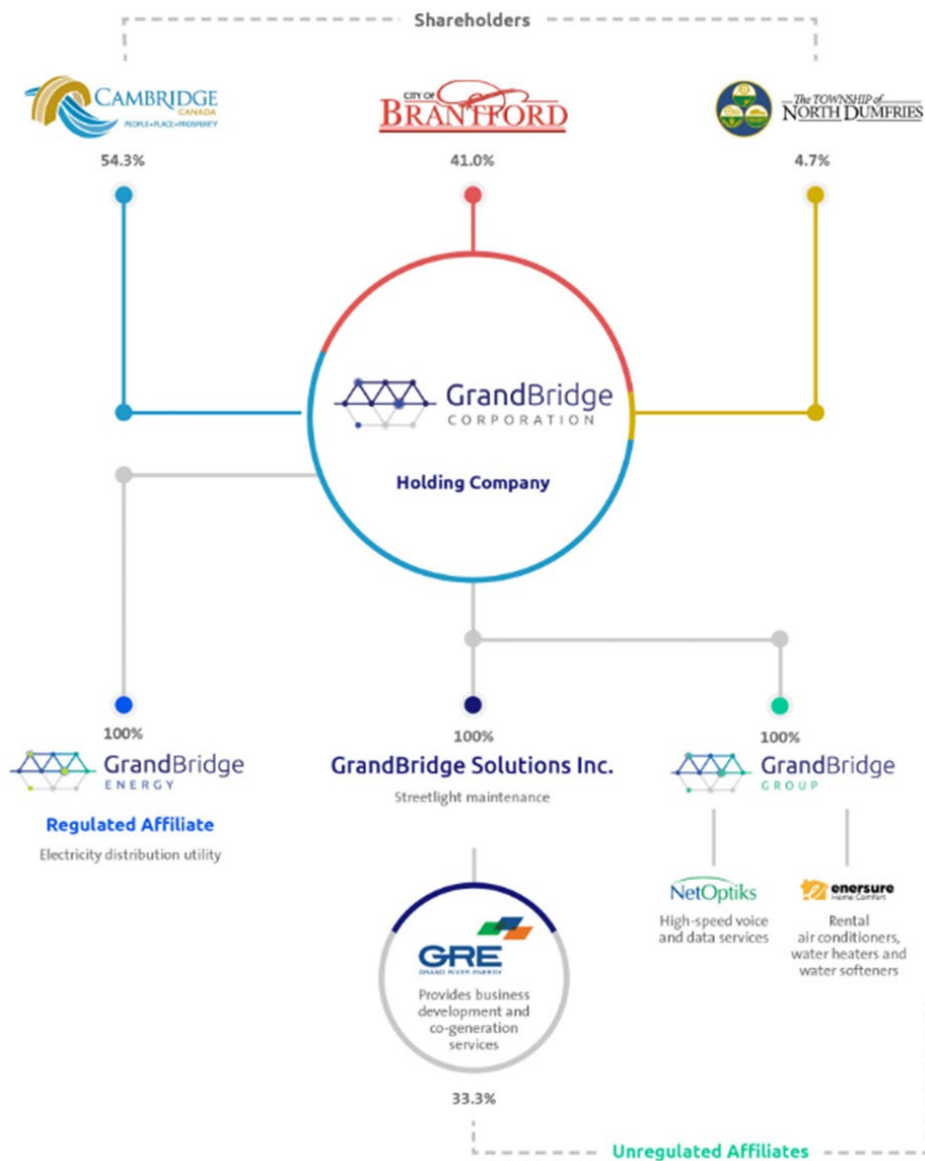 Shareholders
CAMBRIDGE
CANADA
PEOPLE • PLACE • PROSPERITY
CITY OF
BRANTFORD
The TOWNSHIP of
NORTH DUMFRIES
54.3%
41.0%
4.7%
GrandBridge
CORPORATION
Holding Company
100%
GrandBridge
ENERGY
Regulated Affiliate
Electricity distribution utility
100%
GrandBridge Solutions Inc.
Streetlight maintenance
100%
GrandBridge
GROUP
GRE
GRAND RIVER ENERGY
Provides business
development and
co-generation
services
33.3%
NetOptiks
High-speed voice
and data services
enersure
Home Comfort
Rental
air conditioners,
water heaters and
water softeners
Unregulated Affiliates